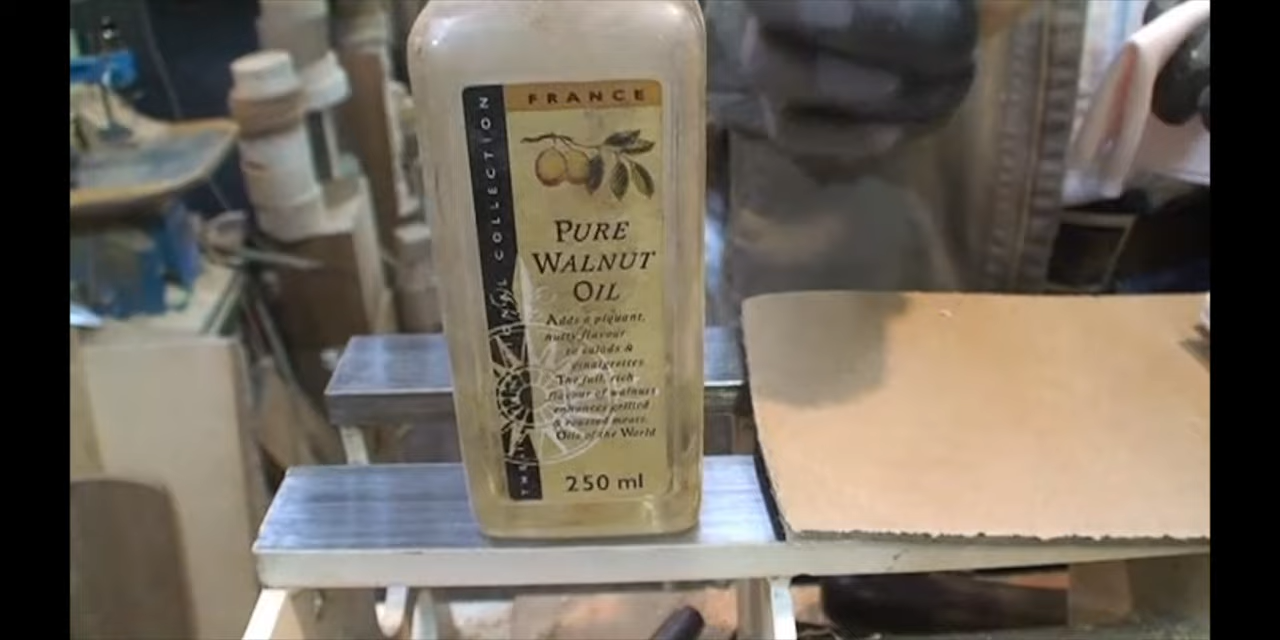 FRANCE
PURE
WALNUT
OIL
Adds a piquant,
nutty flavour
to salads &
vinaigrettes
The full, rich
flavour of walnuts
enhances grilled
& roasted meats.
Oils of the World
250 ml
COLLECTION